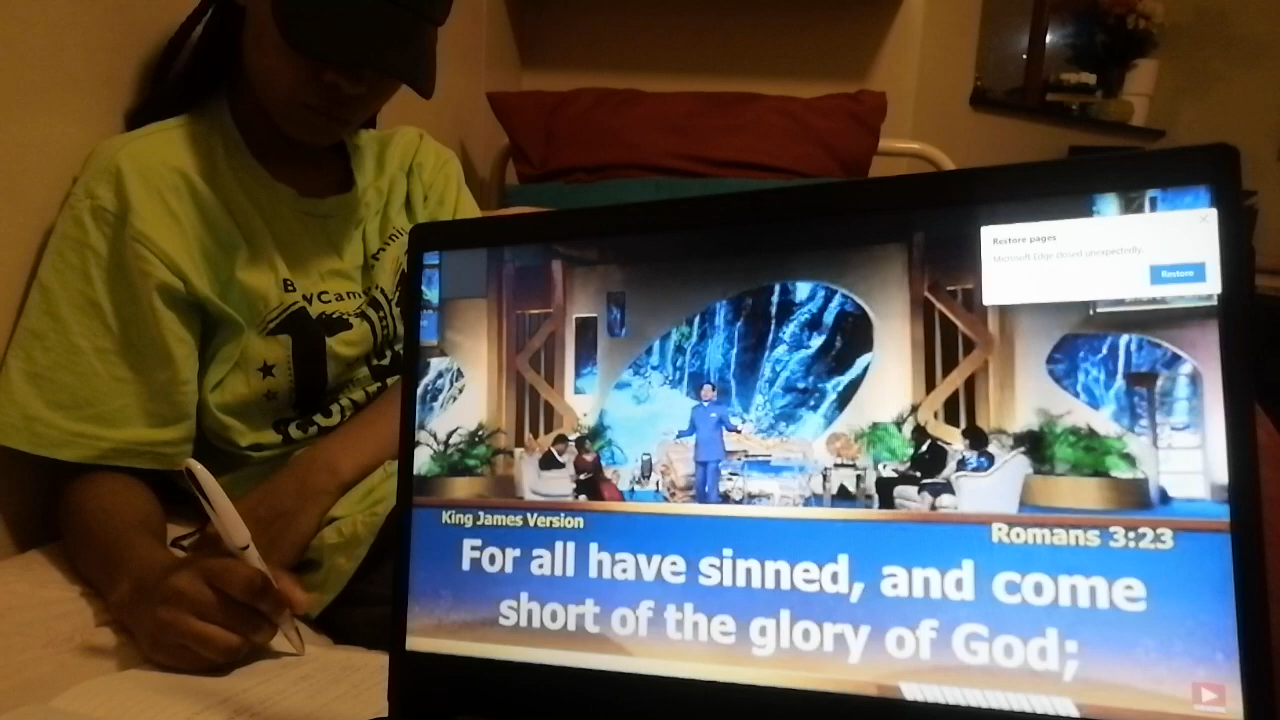 Restore pages
Microsoft Edge closed unexpectedly.
Restore
King James Version
Romans 3:23
For all have sinned, and come
short of the glory of God;